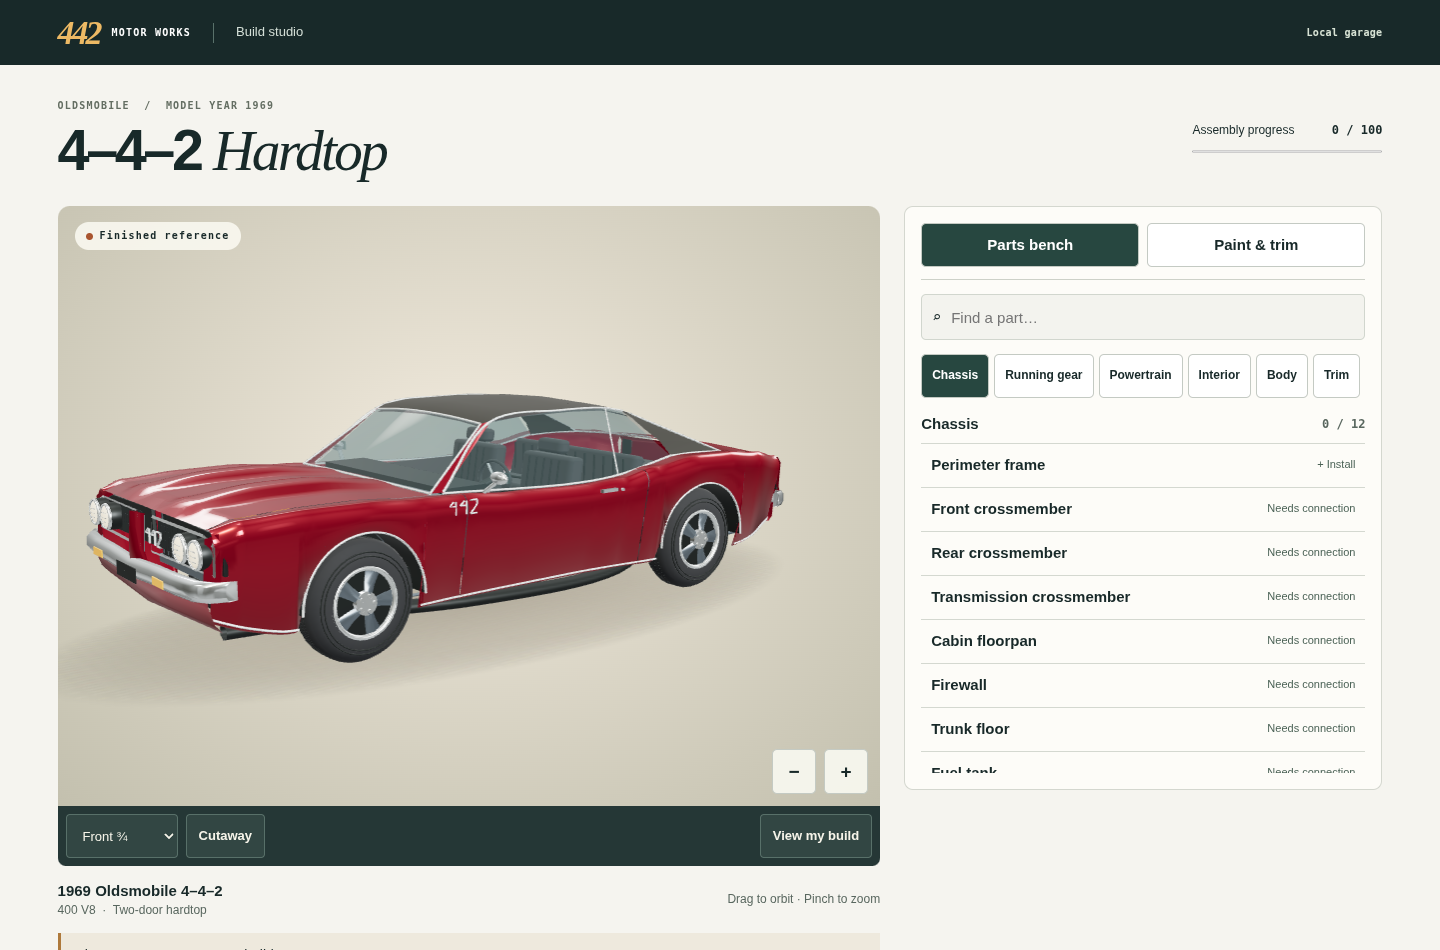 442 MOTOR WORKS Build studio Local garage
OLDSMOBILE / MODEL YEAR 1969
4–4–2 Hardtop
Assembly progress 0 / 100
Finished reference
442
442
− +
Front ¾ Cutaway View my build
1969 Oldsmobile 4–4–2
400 V8 · Two-door hardtop
Drag to orbit · Pinch to zoom
Parts bench Paint & trim
Find a part…
Chassis Running gear Powertrain Interior Body Trim
Chassis 0 / 12
Perimeter frame + Install
Front crossmember Needs connection
Rear crossmember Needs connection
Transmission crossmember Needs connection
Cabin floorpan Needs connection
Firewall Needs connection
Trunk floor Needs connection
Fuel tank Needs connection